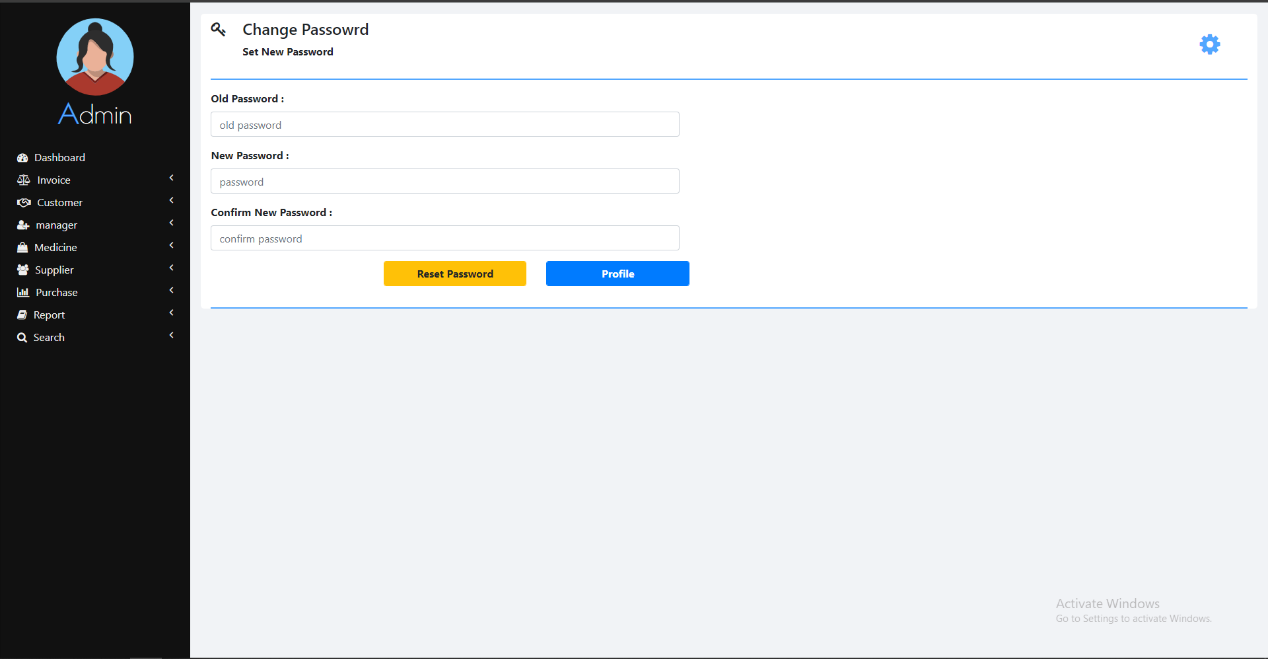 Admin
Dashboard
Invoice
Customer
manager
Medicine
Supplier
Purchase
Report
Search
Change Passowrd
Set New Password
Old Password :
old password
New Password :
password
Confirm New Password :
confirm password
Reset Password Profile
Activate Windows
Go to Settings to activate Windows.